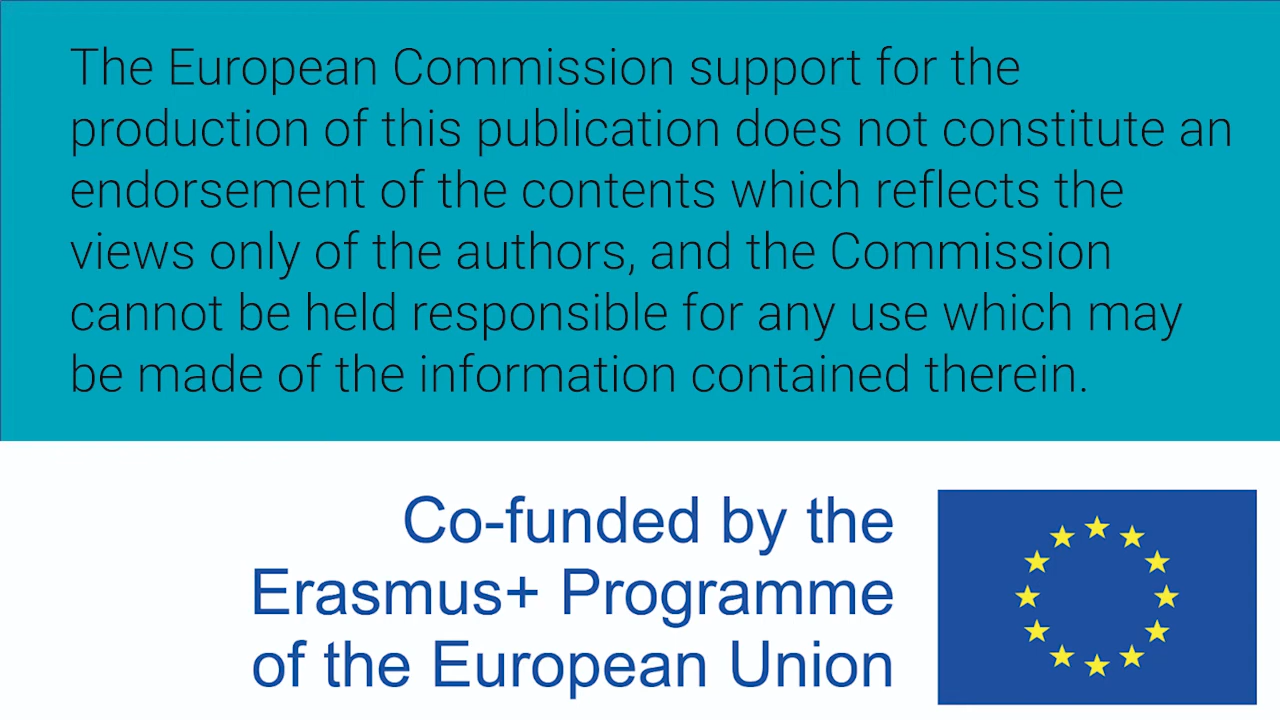 The European Commission support for the
production of this publication does not constitute an
endorsement of the contents which reflects the
views only of the authors, and the Commission
cannot be held responsible for any use which may
be made of the information contained therein.
Co-funded by the
Erasmus+ Programme
of the European Union